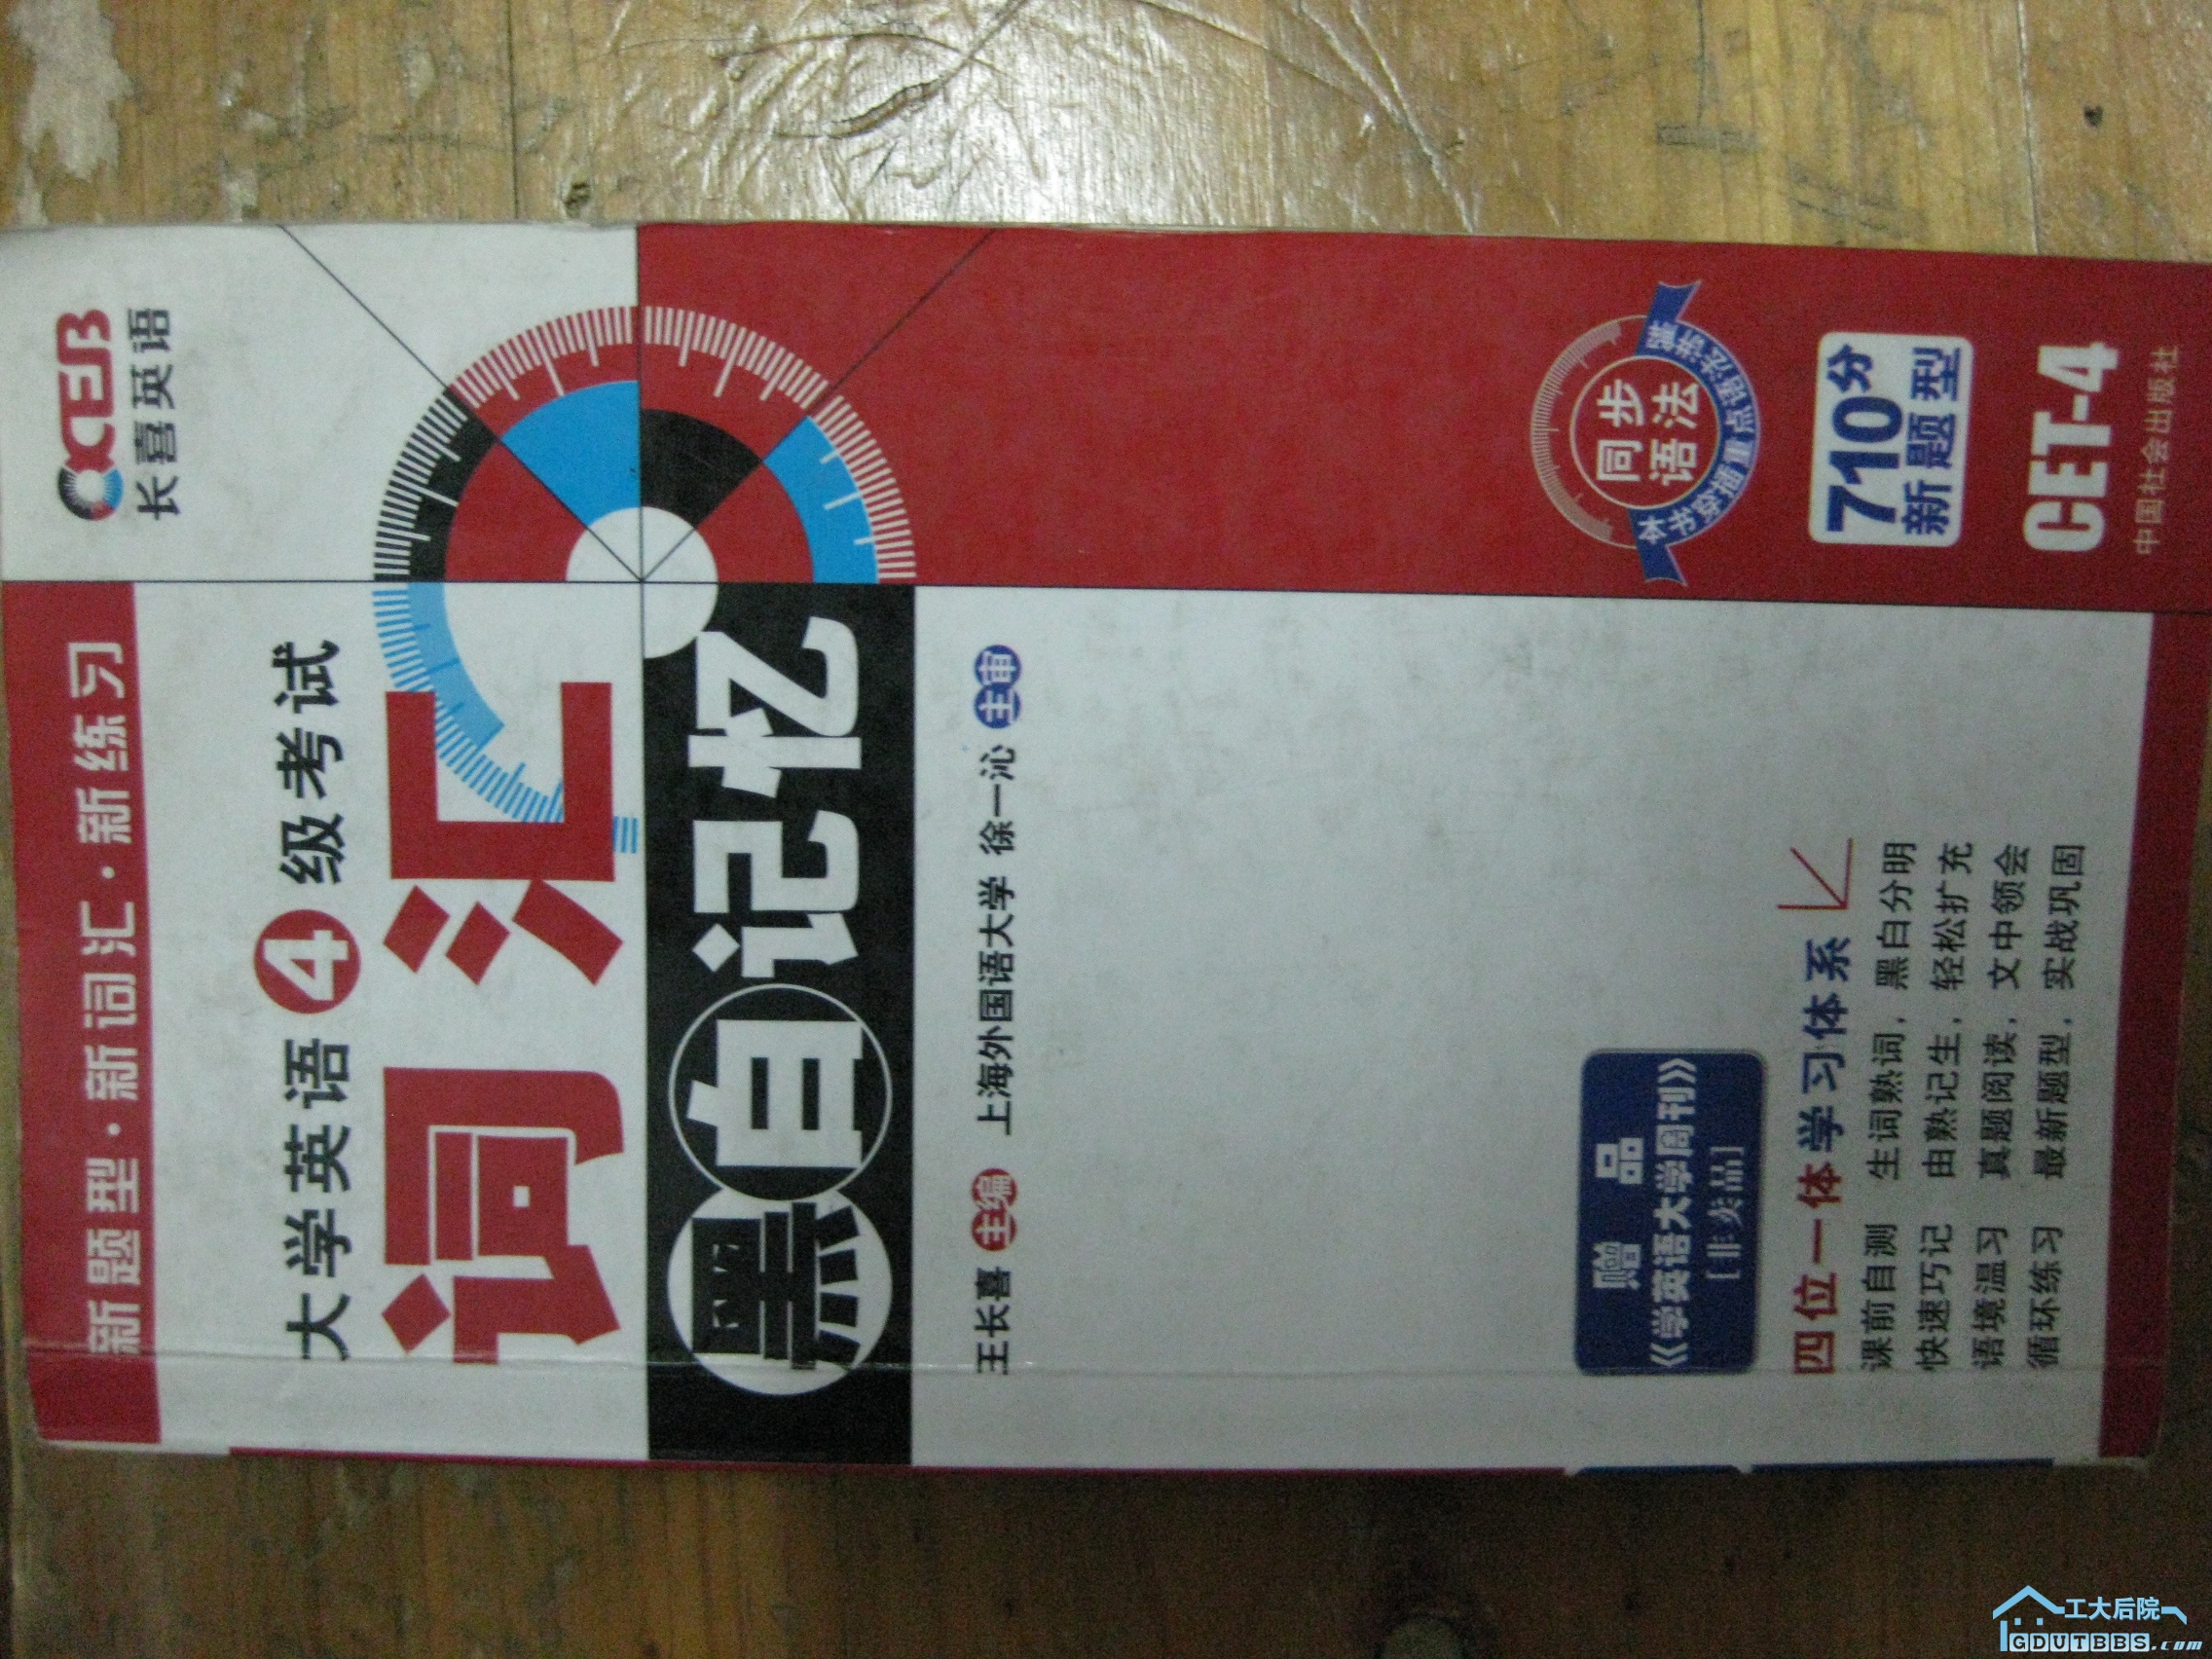 新题型·新词汇·新练习
CCEB
长喜英语
大学英语4级考试
词汇
黑白记忆
王长喜 主编 上海外国语大学 徐一沁 主审
同步
语法
全书穿插重点语法讲解
赠品
《学英语大学周刊》
[非卖品]
710分
新题型
四位一体学习体系
课前自测 生词熟词,黑白分明
快速巧记 由熟记生,轻松扩充
语境温习 真题阅读,文中领会
循环练习 最新题型,实战巩固
CET-4
中国社会出版社
工大后院
GDUTBBS.com